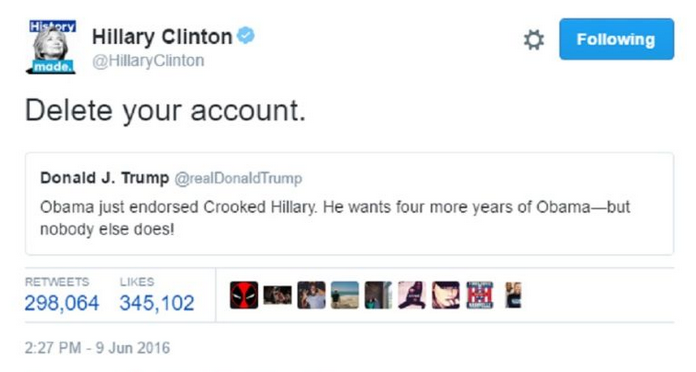 History
made.
Hillary Clinton
@HillaryClinton
Following
Delete your account.
Donald J. Trump @realDonaldTrump
Obama just endorsed Crooked Hillary. He wants four more years of Obama—but
nobody else does!
RETWEETS LIKES
298,064 345,102
2:27 PM - 9 Jun 2016